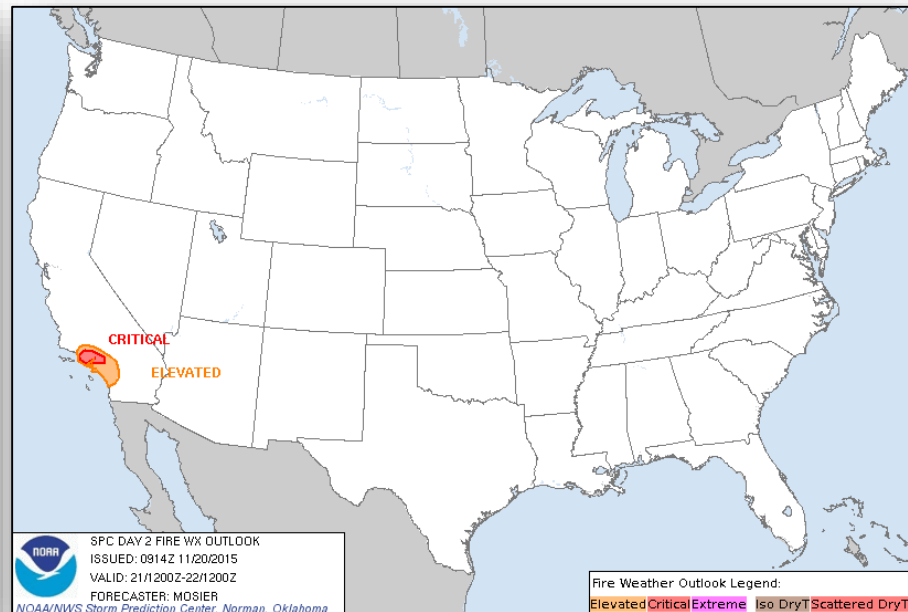 CRITICAL
ELEVATED
NOAA
SPC DAY 2 FIRE WX OUTLOOK
ISSUED: 0914Z 11/20/2015
VALID: 21/1200Z-22/1200Z
FORECASTER: MOSIER
NOAA/NWS Storm Prediction Center, Norman, Oklahoma
Fire Weather Outlook Legend:
Elevated Critical Extreme Iso DryT Scattered DryT